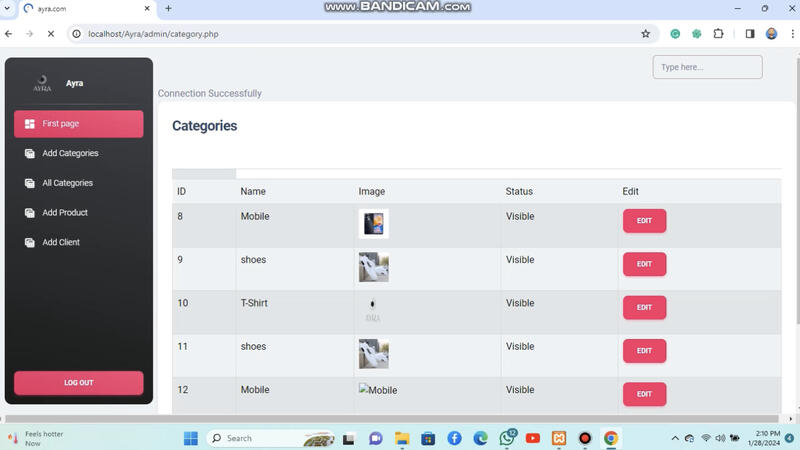 www.BANDICAM.com
ayra.com
localhost/Ayra/admin/category.php
AYRA
Ayra
Type here...
Connection Successfully
First page
Add Categories
All Categories
Add Product
Add Client
LOG OUT
Categories
ID Name Image Status Edit
8 Mobile Visible EDIT
9 shoes Visible EDIT
10 T-Shirt AYRA Visible EDIT
11 shoes Visible EDIT
12 Mobile Mobile Visible EDIT
Feels hotter
Now
Search
12
2:10 PM
1/28/2024
4